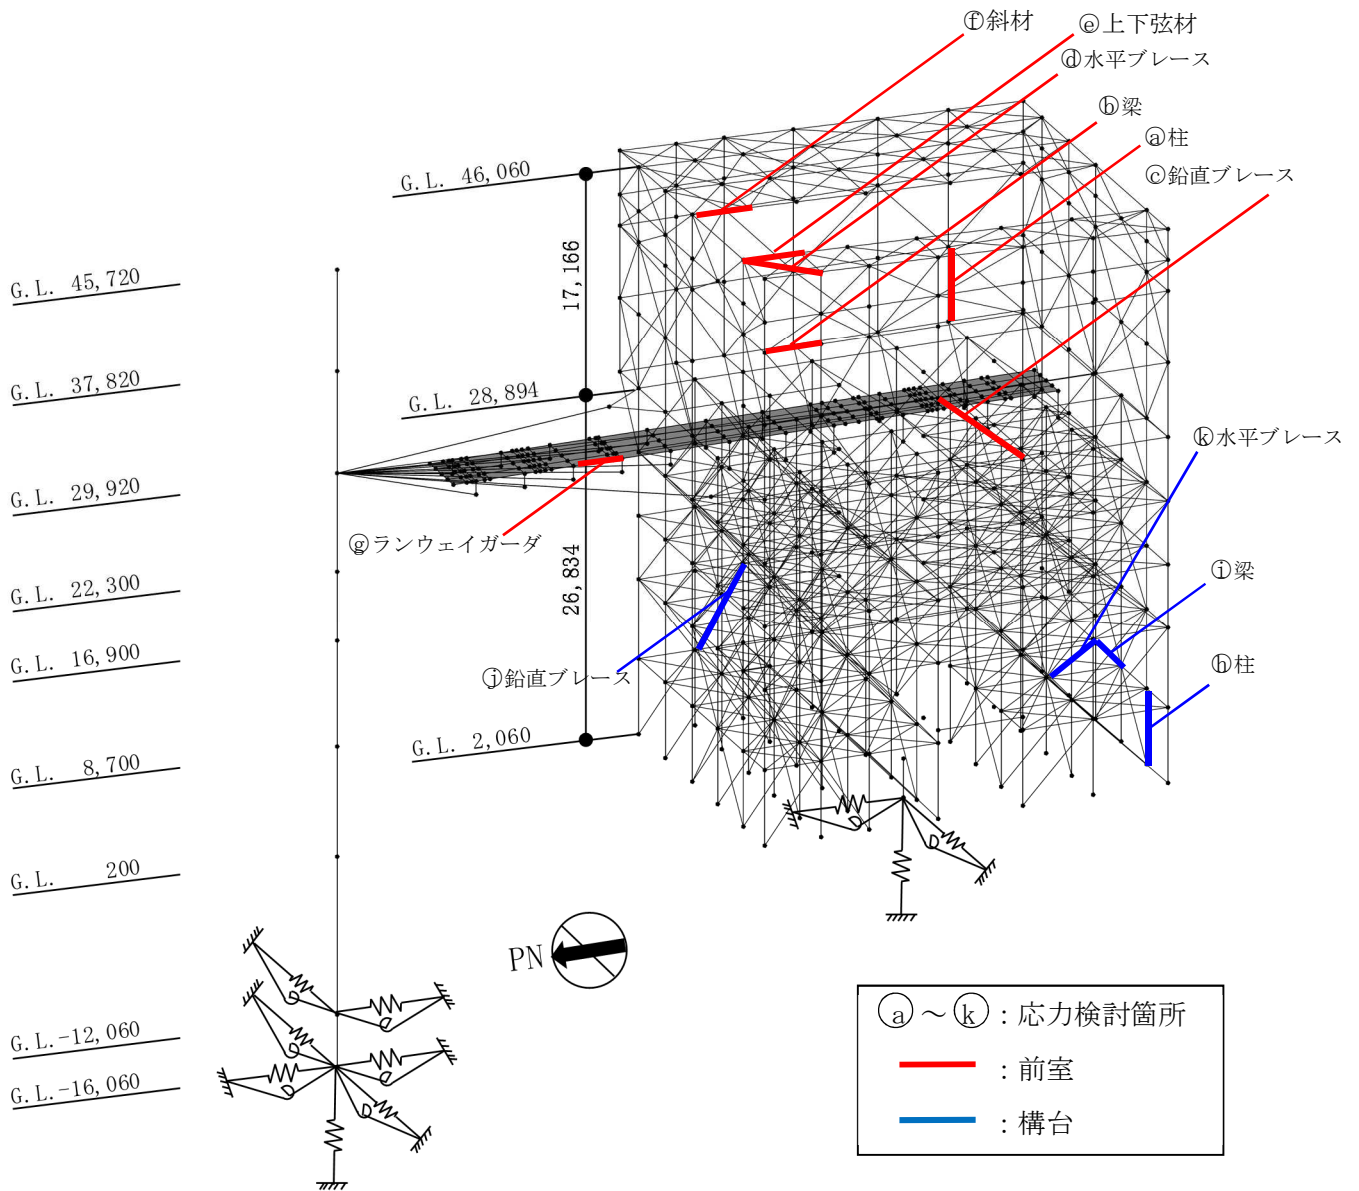 ⓕ斜材
ⓔ上下弦材
ⓓ水平ブレース
ⓑ梁
ⓐ柱
ⓒ鉛直ブレース
G.L. 46,060
17,166
G.L. 45,720
G.L. 37,820
G.L. 28,894
ⓚ水平ブレース
G.L. 29,920
ⓖランウェイガーダ
26,834
G.L. 22,300
ⓘ梁
G.L. 16,900
ⓙ鉛直ブレース
ⓗ柱
G.L. 2,060
G.L. 8,700
G.L. 200
PN
ⓐ～ⓚ：応力検討箇所
：前室
：構台
G.L.-12,060
G.L.-16,060